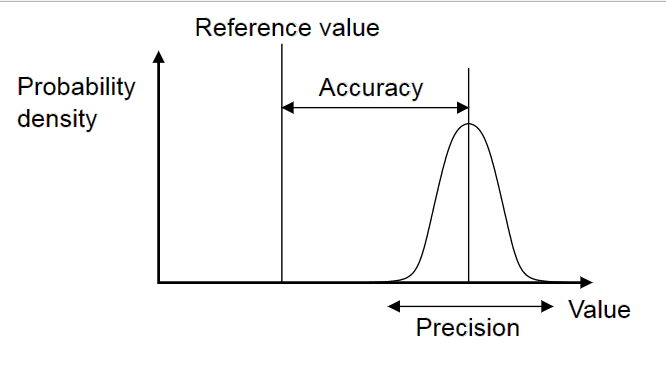 Reference value
Probability
density
Accuracy
Value
Precision